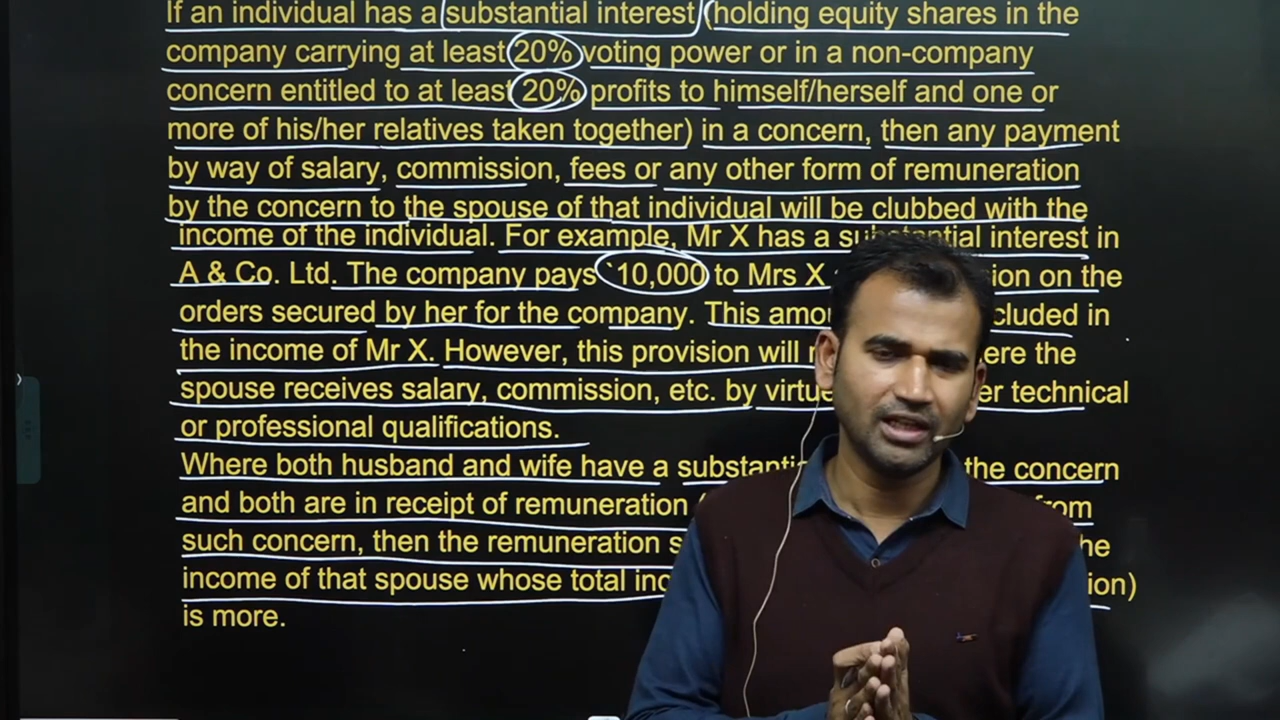 If an individual has a substantial interest (holding equity shares in the
company carrying at least 20% voting power or in a non-company
concern entitled to at least 20% profits to himself/herself and one or
more of his/her relatives taken together) in a concern, then any payment
by way of salary, commission, fees or any other form of remuneration
by the concern to the spouse of that individual will be clubbed with the
income of the individual. For example, Mr X has a substantial interest in
A & Co. Ltd. The company pays `10,000 to Mrs X on the
orders secured by her for the company. This in
the income of Mr X. However, this provision will the
spouse receives salary, commission, etc. by technical
or professional qualifications.
Where both husband and wife have a the concern
and both are in receipt of remuneration
such concern, then the remuneration
income of that spouse whose total
is more.